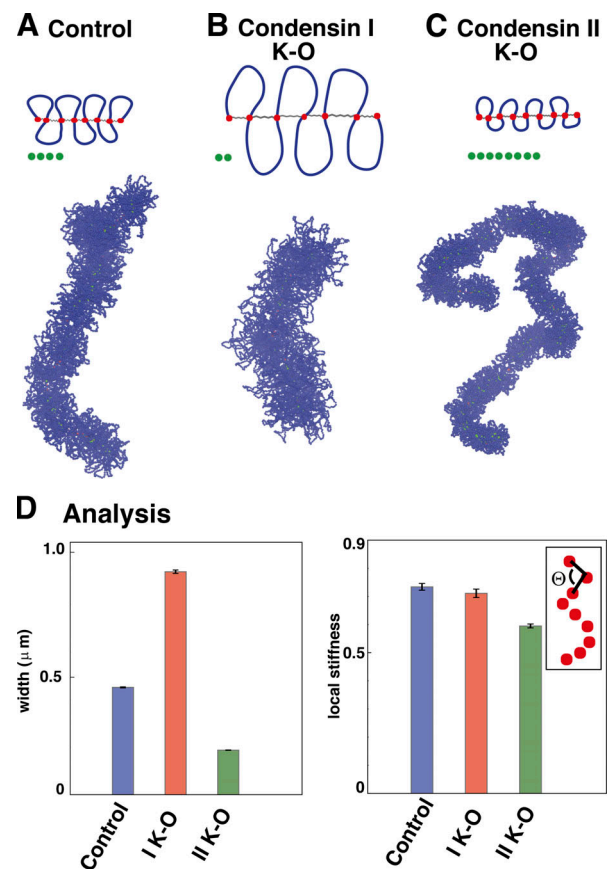 A Control
B Condensin I
K-O
C Condensin II
K-O
D Analysis
width (μ m)
1.0
0.5
0
Control
I K-O
II K-O
local stiffness
0.9
0.5
0
Θ
Control
I K-O
II K-O